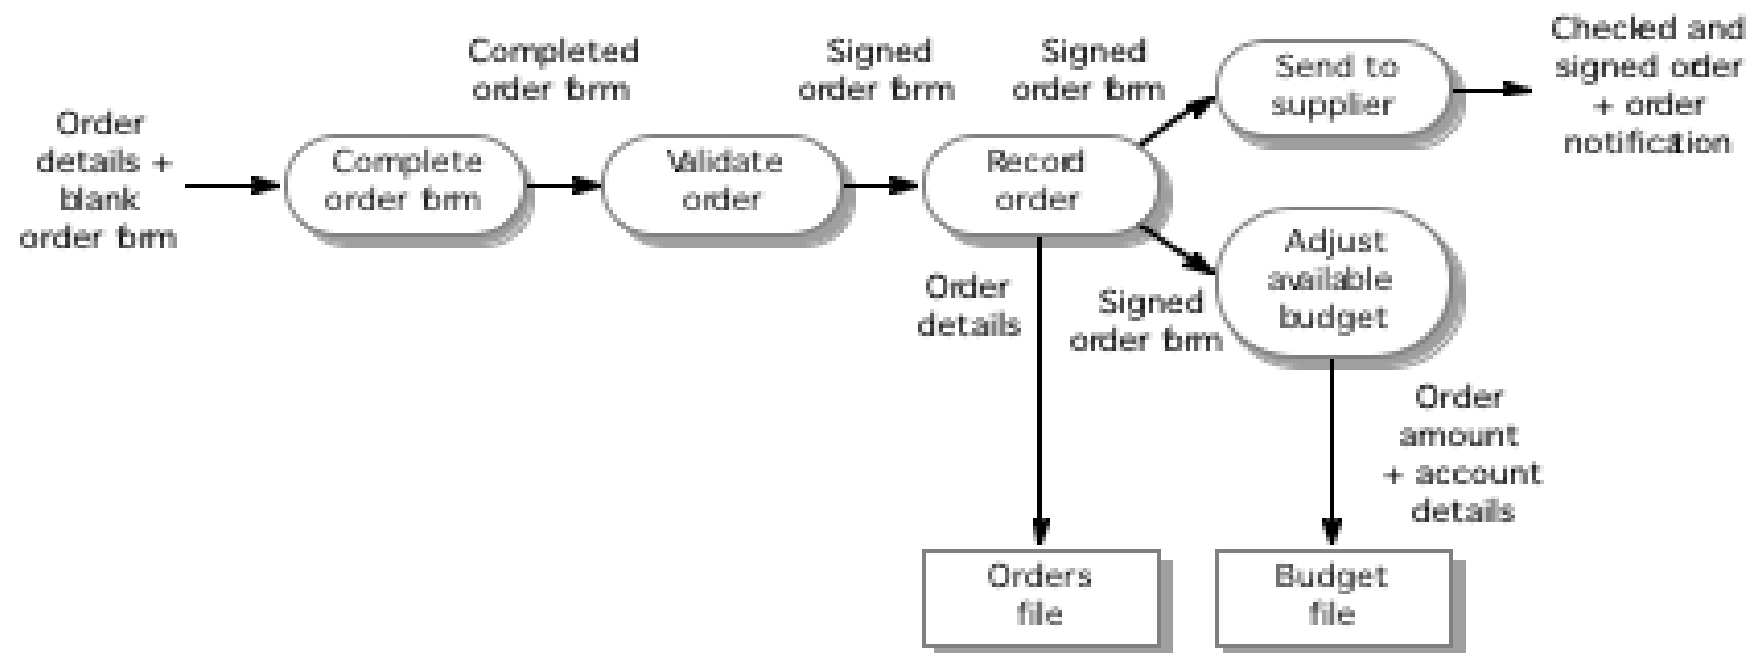 Order
details +
blank
order form
Complete
order form
Completed
order form
Validate
order
Signed
order form
Record
order
Signed
order form
Send to
supplier
Checked and
signed order
+ order
notification
Order
details
Signed
order form
Adjust
available
budget
Order
amount
+ account
details
Orders
file
Budget
file